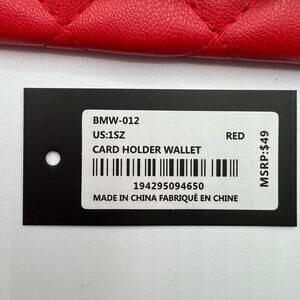 BMW-012
US:1SZ RED
CARD HOLDER WALLET
194295094650
MADE IN CHINA FABRIQUÉ EN CHINE
MSRP:$49